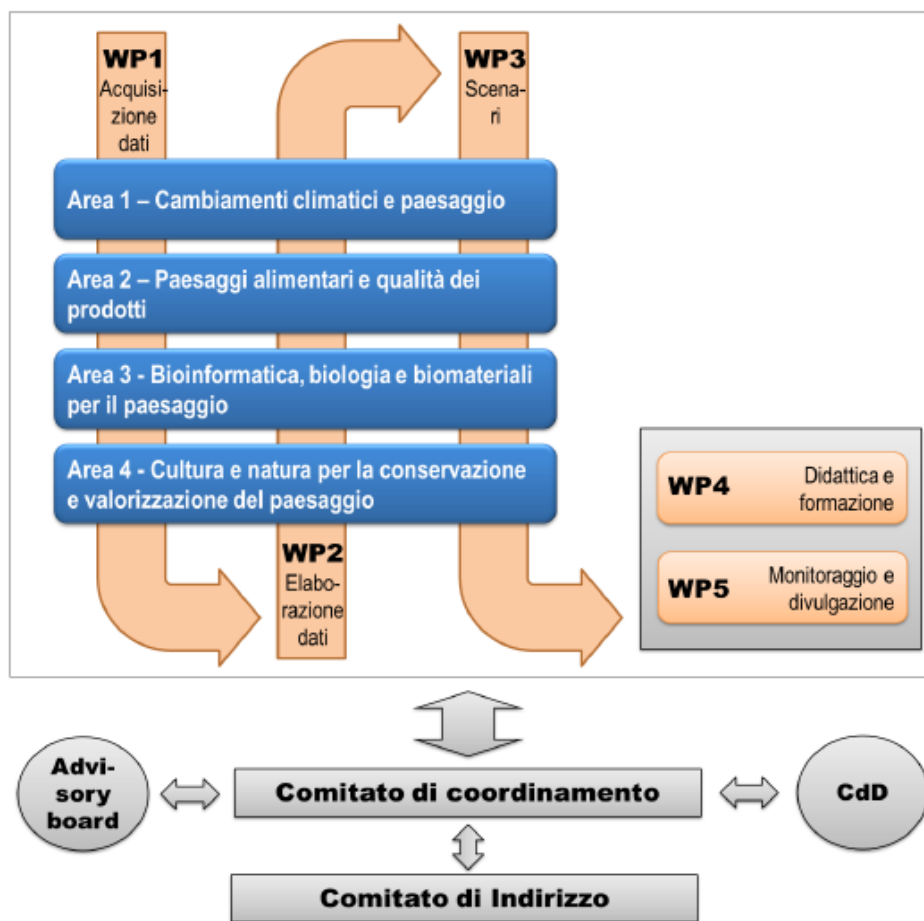 WP1
Acquisi-
zione
dati
WP3
Scena-
ri
Area 1 – Cambiamenti climatici e paesaggio
Area 2 – Paesaggi alimentari e qualità dei
prodotti
Area 3 - Bioinformatica, biologia e biomateriali
per il paesaggio
Area 4 - Cultura e natura per la conservazione
e valorizzazione del paesaggio
WP2
Elabo-
razione
dati
WP4
Didattica e
formazione
WP5
Monitoraggio e
divulgazione
Advi-
sory
board
Comitato di coordinamento
CdD
Comitato di Indirizzo